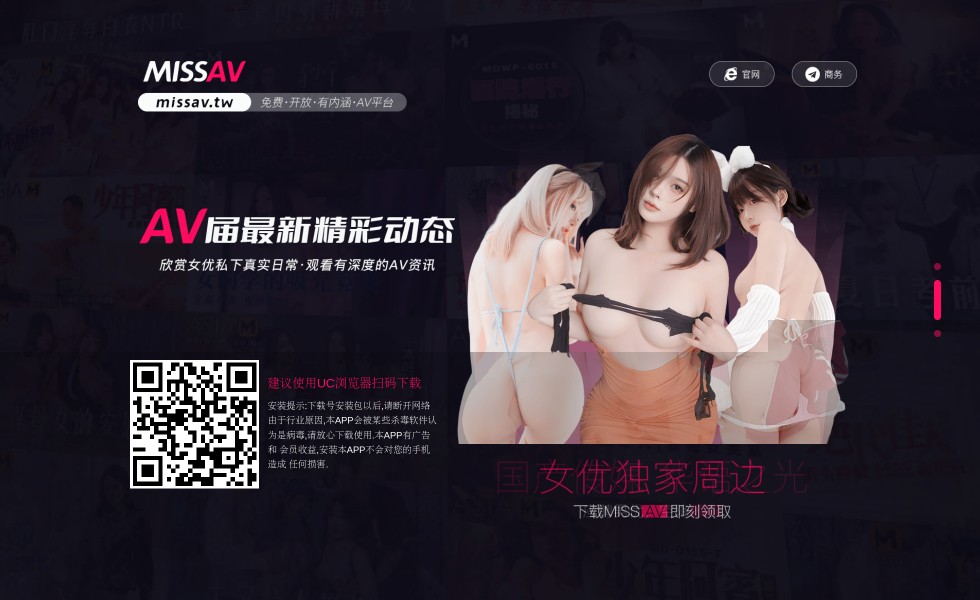 MISSAV
官网
商务
missav.tw
免费·开放·有内涵·AV平台
AV届最新精彩动态
欣赏女优私下真实日常·观看有深度的AV资讯
建议使用UC浏览器扫码下载
安装提示:下载号安装包以后,请断开网络
由于行业原因,本APP会被某些杀毒软件认
为是病毒,请放心下载使用.本APP有广告
和 会员收益,安装本APP不会对您的手机
造成 任何损害.
国 女优独家周边 光
下载MISS AV 即刻领取